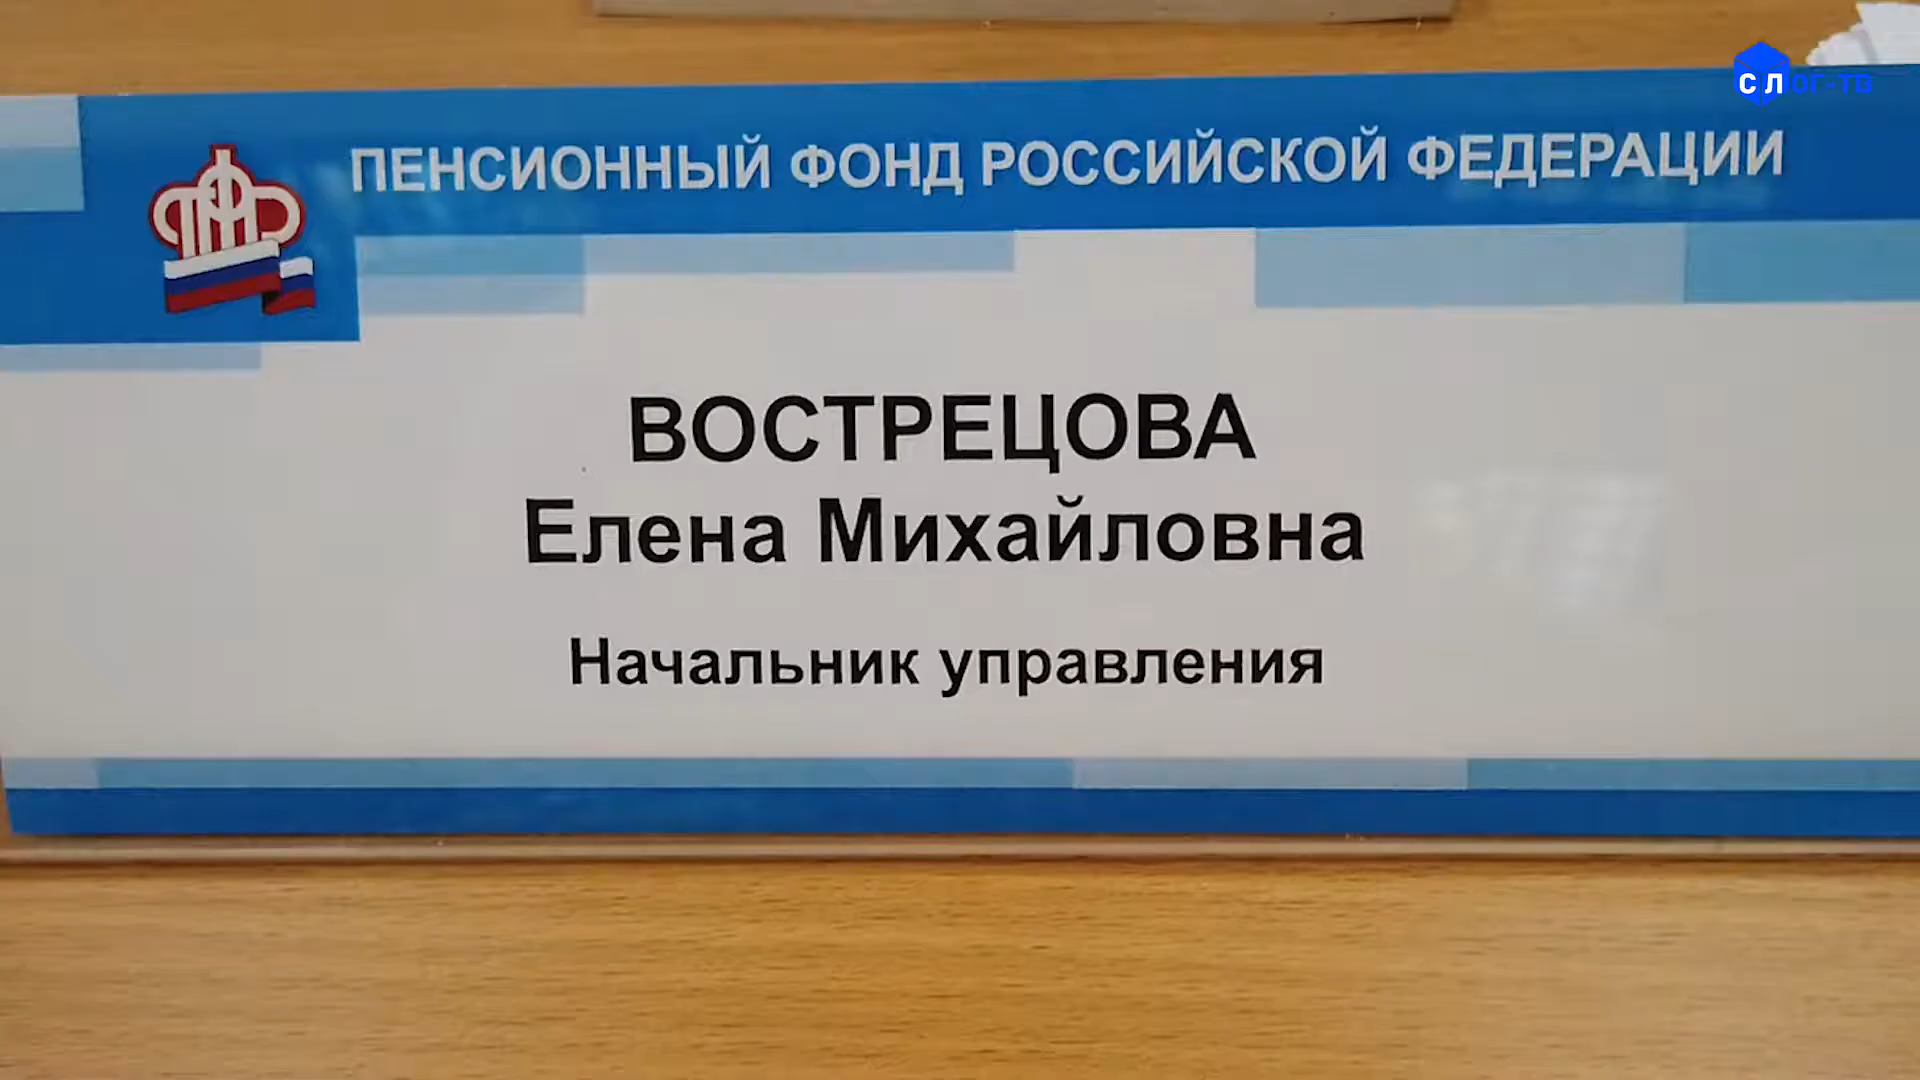 СЛОГ-ТВ
ПЕНСИОННЫЙ ФОНД РОССИЙСКОЙ ФЕДЕРАЦИИ
ВОСТРЕЦОВА
Елена Михайловна
Начальник управления